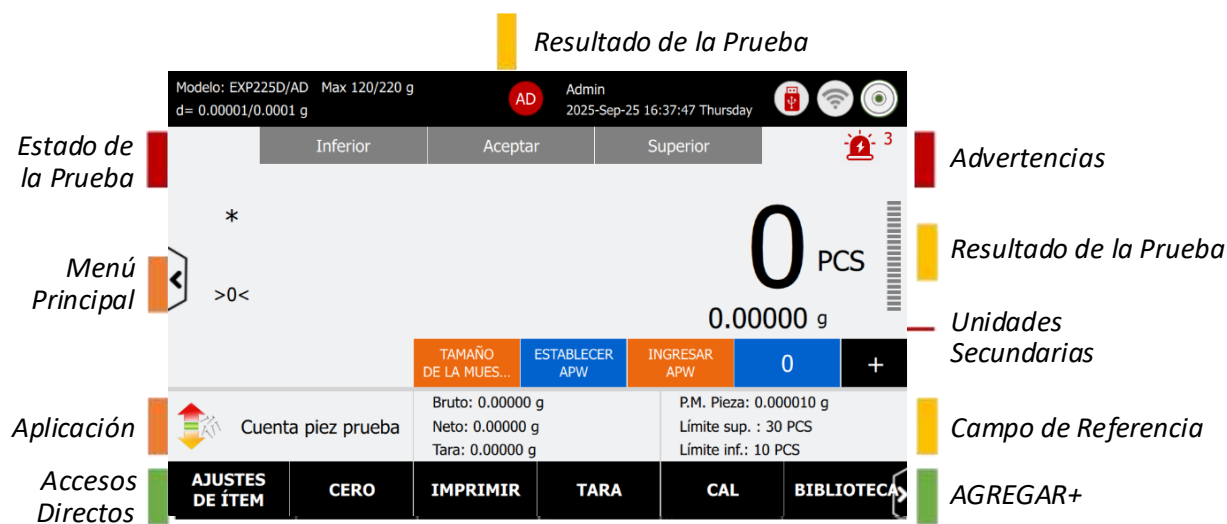 Resultado de la Prueba
Modelo: EXP225D/AD Max 120/220 g
d= 0.00001/0.0001 g
AD
Admin
2025-Sep-25 16:37:47 Thursday
Estado de
la Prueba
Inferior
Aceptar
Superior
3
Advertencias
*
0 PCS
Resultado de la Prueba
Menú
Principal
>0<
0.00000 g
Unidades
Secundarias
TAMAÑO
DE LA MUES...
ESTABLECER
APW
INGRESAR
APW
0
+
Aplicación
Cuenta piez prueba
Bruto: 0.00000 g
Neto: 0.00000 g
Tara: 0.00000 g
P.M. Pieza: 0.000010 g
Límite sup. : 30 PCS
Límite inf.: 10 PCS
Campo de Referencia
Accesos
Directos
AJUSTES
DE ÍTEM
CERO
IMPRIMIR
TARA
CAL
BIBLIOTECA
AGREGAR+